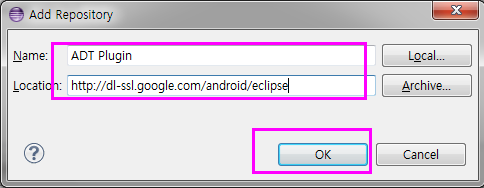 Add Repository
Name: ADT Plugin Local...
Location: http://dl-ssl.google.com/android/eclipse Archive...
? OK Cancel